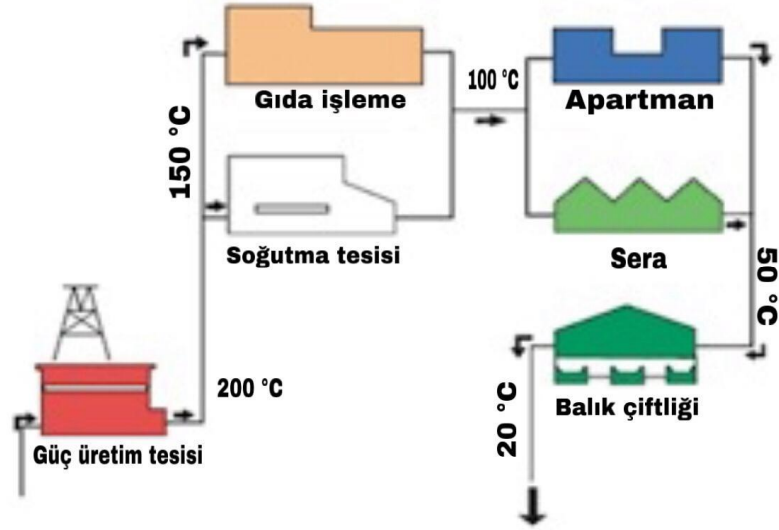 Gıda işleme
100 °C
Apartman
150 °C
Soğutma tesisi
Sera
50 °C
200 °C
20 °C
Balık çiftliği
Güç üretim tesisi